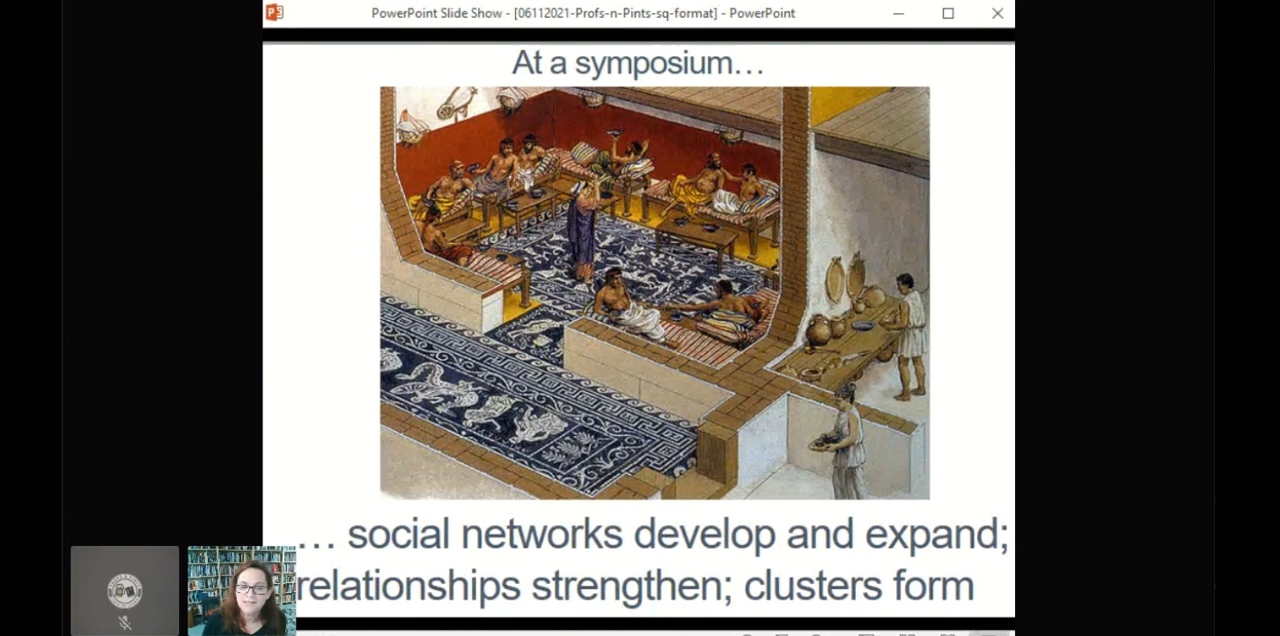 PowerPoint Slide Show - [06112021-Profs-n-Pints-sq-format] - PowerPoint
At a symposium…
… social networks develop and expand;
relationships strengthen; clusters form